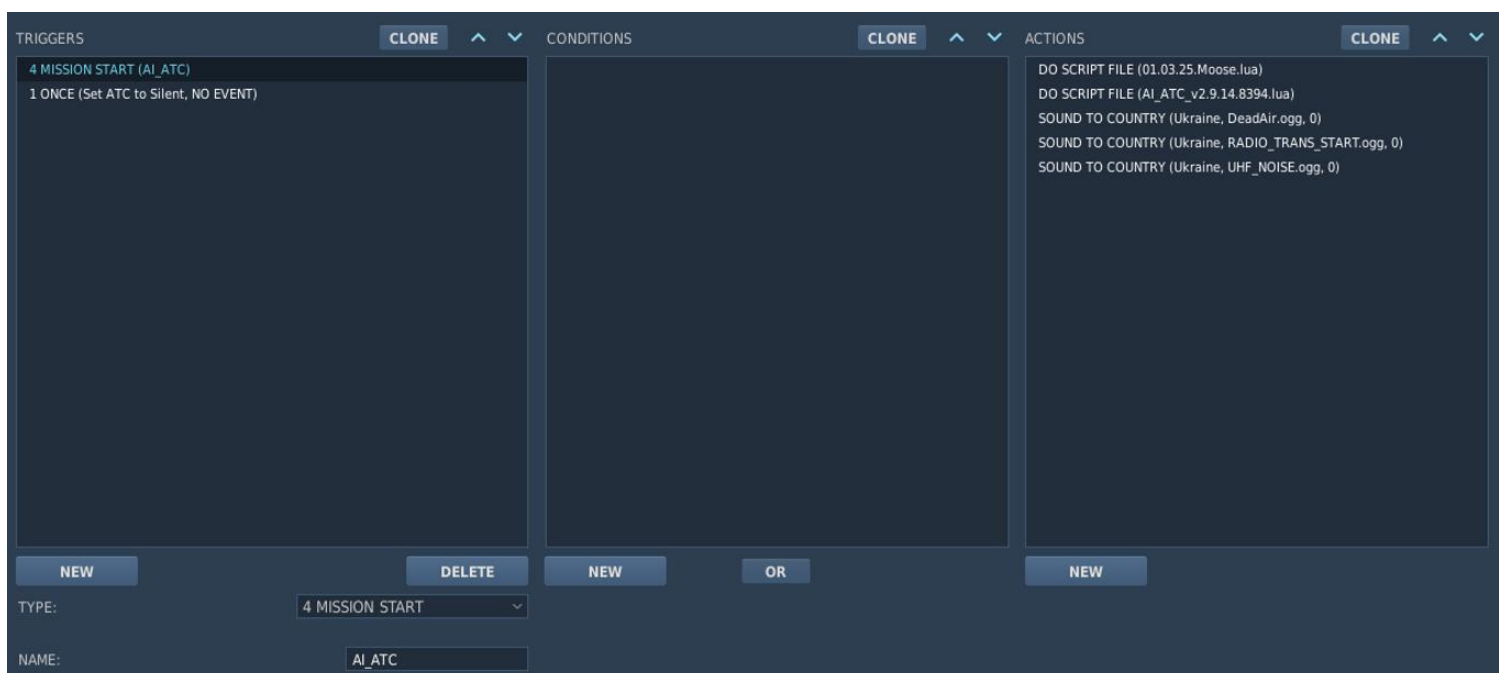 TRIGGERS CLONE
4 MISSION START (AI_ATC)
1 ONCE (Set ATC to Silent, NO EVENT)
NEW DELETE
TYPE: 4 MISSION START
NAME: AI_ATC
CONDITIONS CLONE
NEW OR
ACTIONS CLONE
DO SCRIPT FILE (01.03.25.Moose.lua)
DO SCRIPT FILE (AI_ATC_v2.9.14.8394.lua)
SOUND TO COUNTRY (Ukraine, DeadAir.ogg, 0)
SOUND TO COUNTRY (Ukraine, RADIO_TRANS_START.ogg, 0)
SOUND TO COUNTRY (Ukraine, UHF_NOISE.ogg, 0)
NEW